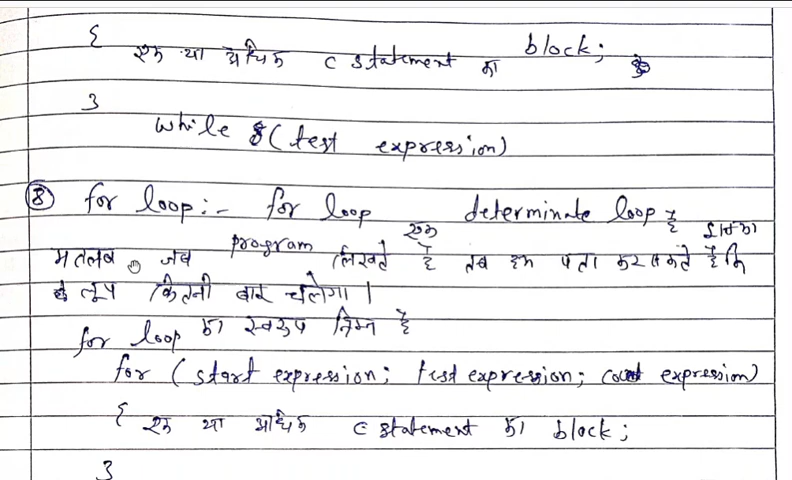 {
एक या अधिक C statement का block;
}
while (test expression)
⑧ for loop:- for loop एक determinate loop है इसका
मतलब जब program लिखते है तब हम पता कर सकते है कि
लूप कितनी बार चलेगा।
for loop का स्वरूप निम्न है
for (start expression; test expression; count expression)
{ एक या अधिक C statement का block;
}